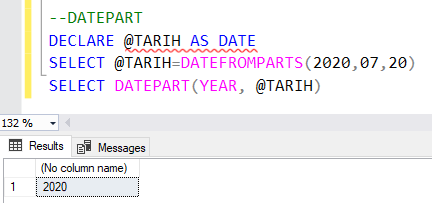 --DATEPART
DECLARE @TARIH AS DATE
SELECT @TARIH=DATEFROMPARTS(2020,07,20)
SELECT DATEPART(YEAR, @TARIH)
132 %
Results Messages
(No column name)
1 2020